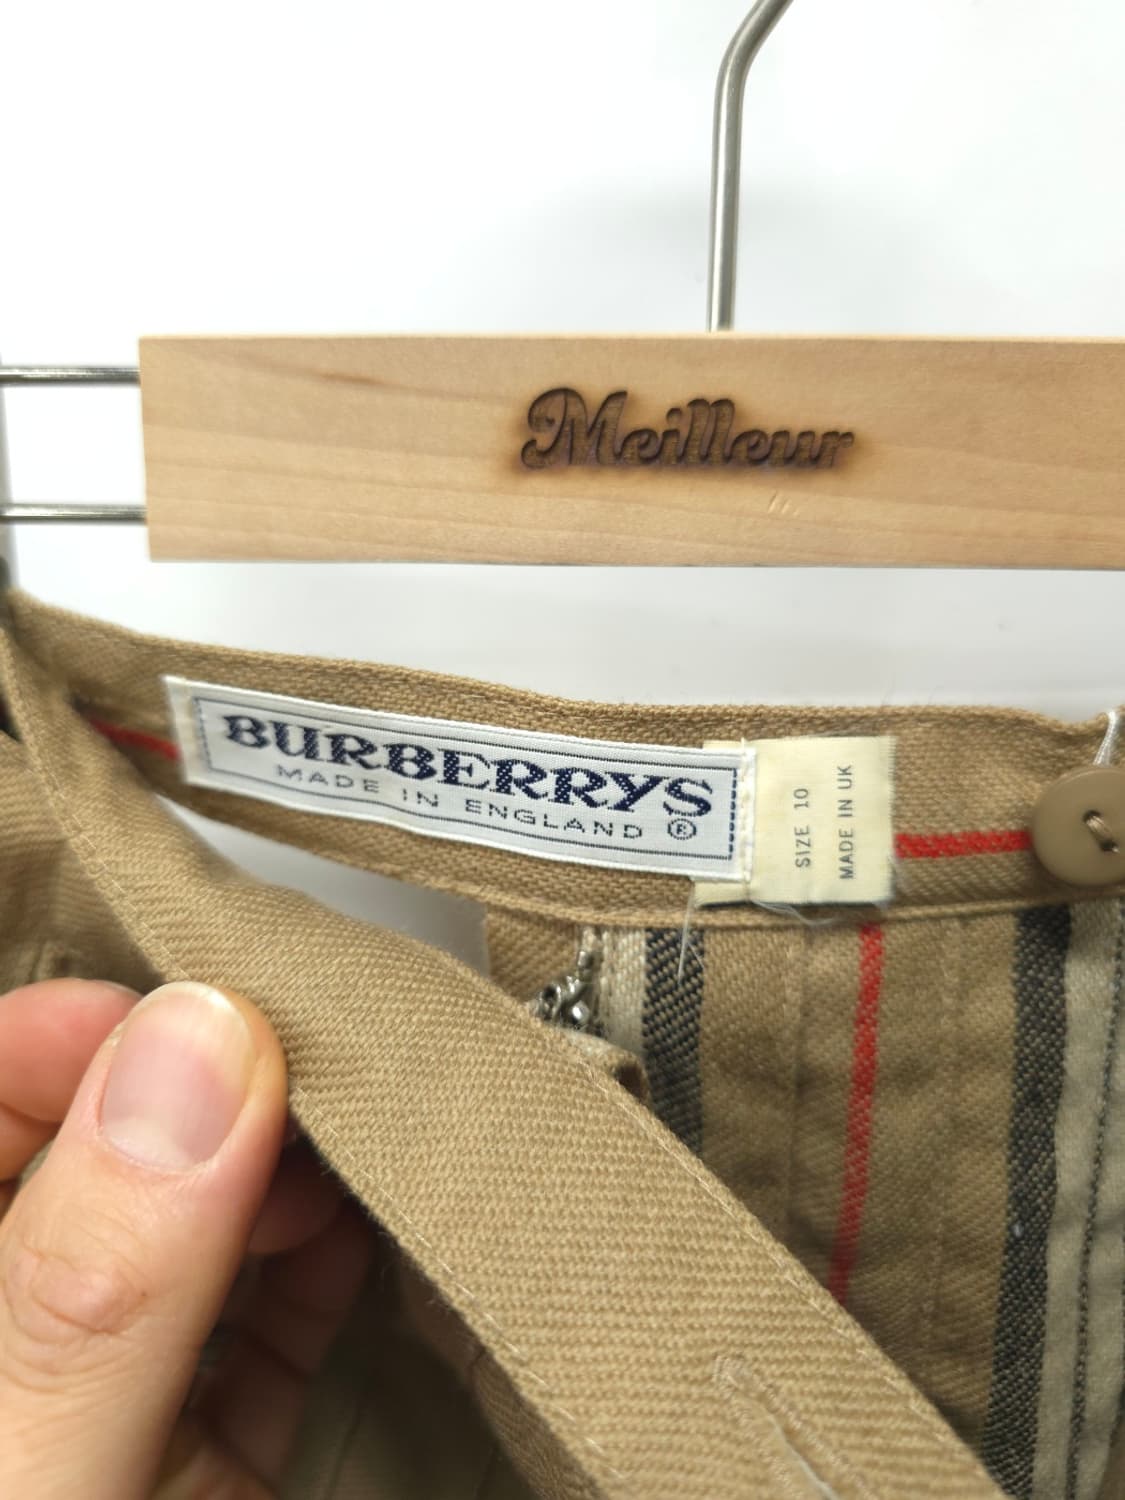 Meilleur
BURBERRYS
MADE IN ENGLAND ®
SIZE 10
MADE IN UK